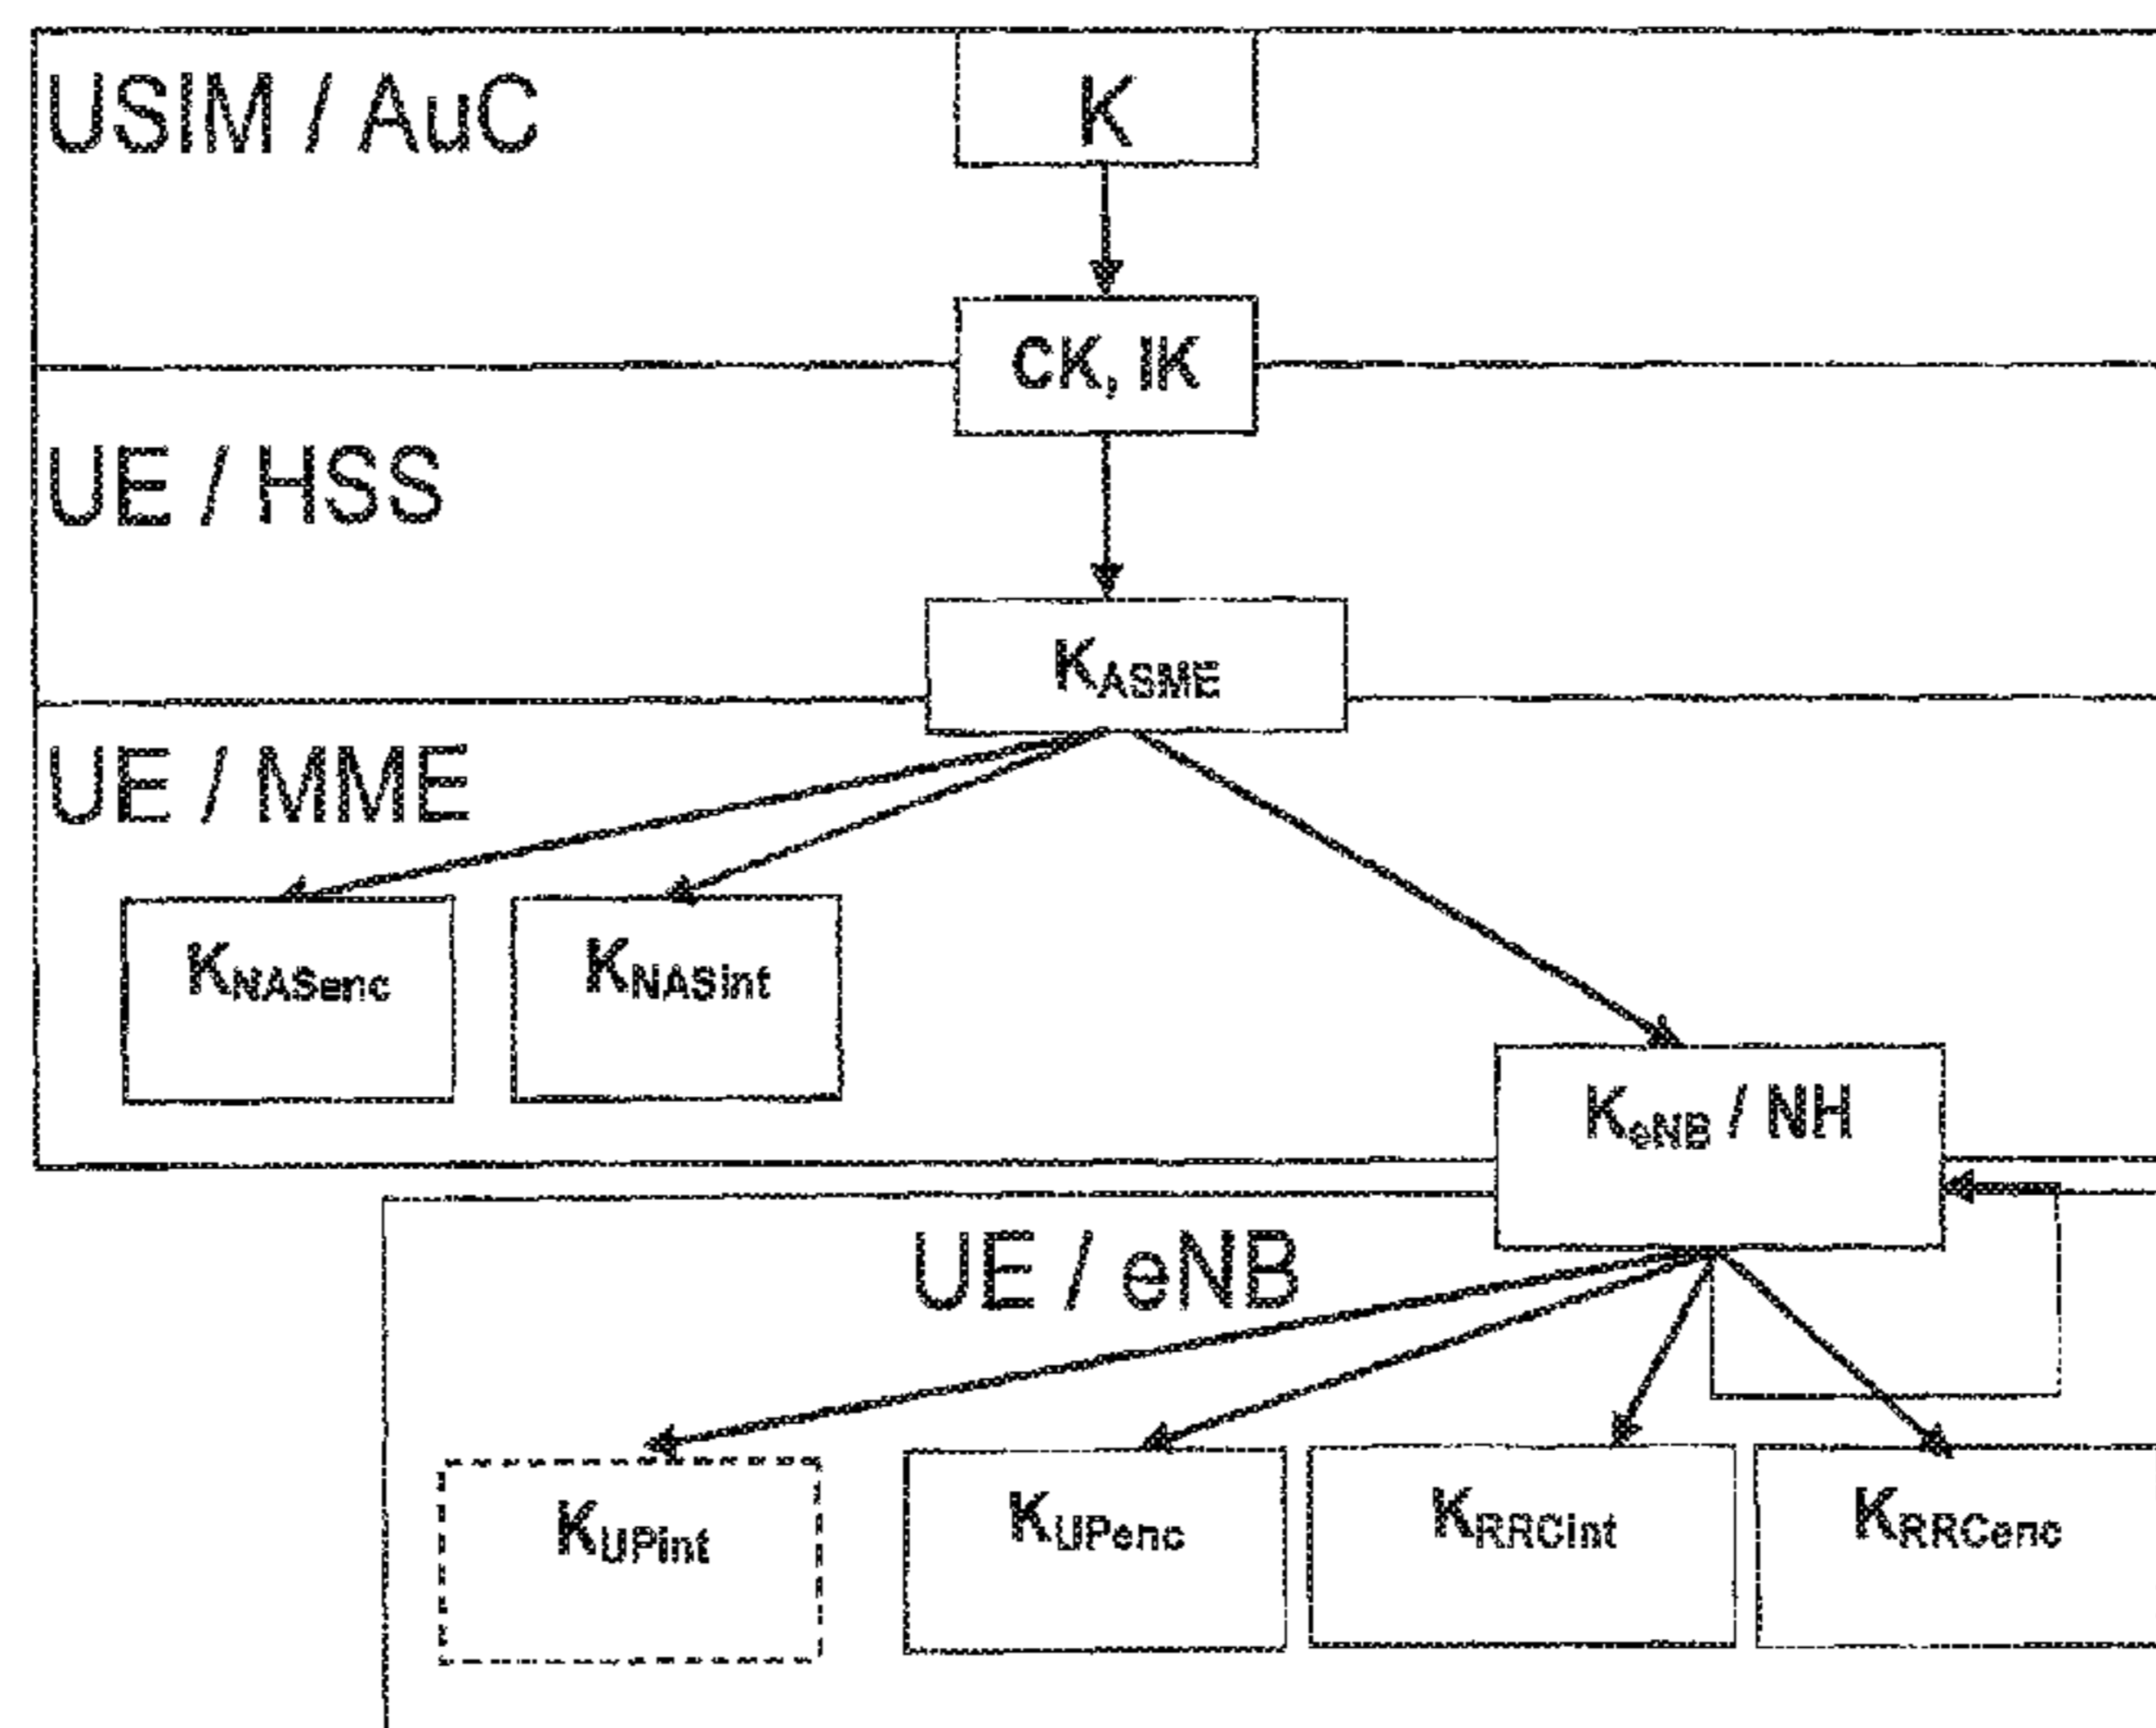 USIM / AuC
K
CK, IK
UE / HSS
KASME
UE / MME
KNASenc
KNASint
KeNB / NH
UE / eNB
KUPint
KUPenc
KRRCint
KRRCenc